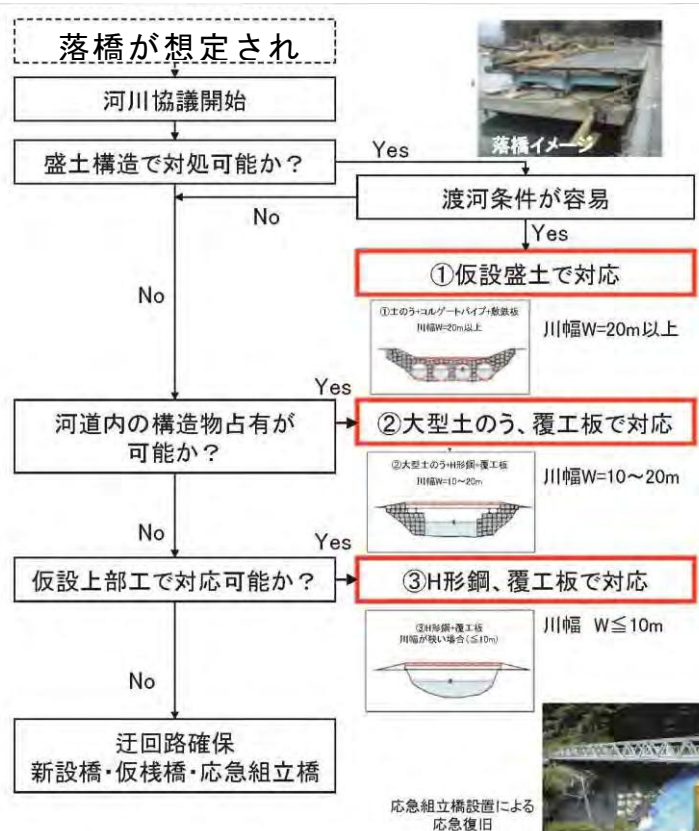 落橋が想定され
河川協議開始
落橋イメージ
盛土構造で対処可能か？
Yes
渡河条件が容易
No
Yes
①仮設盛土で対応
No
①土のう+コルゲートパイプ+敷鉄板
川幅W=20m以上
川幅W=20m以上
Yes
河道内の構造物占有が
可能か？
②大型土のう、覆工板で対応
②大型土のう+H形鋼+覆工板
川幅W=10～20m
川幅W=10～20m
No
Yes
仮設上部工で対応可能か？
③H形鋼、覆工板で対応
③H形鋼+覆工板
川幅が狭い場合(≦10m)
川幅 W≦10m
No
迂回路確保
新設橋・仮桟橋・応急組立橋
応急組立橋設置による
応急復旧